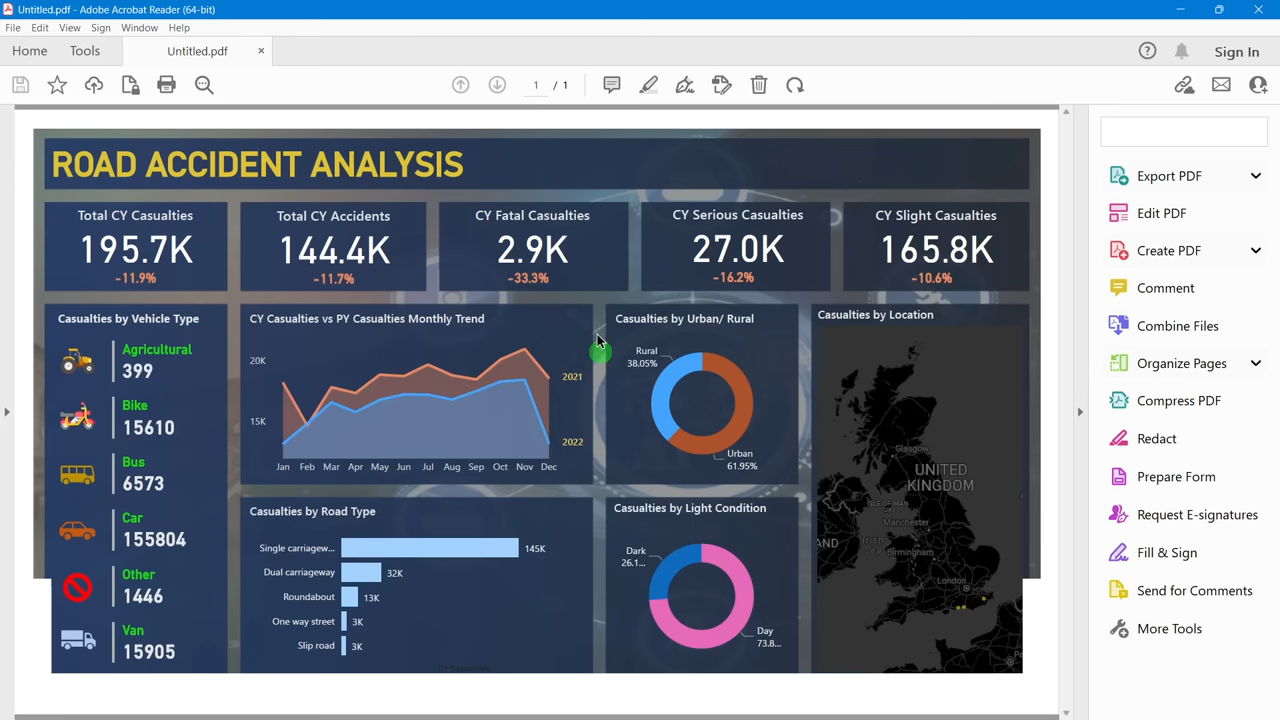 Untitled.pdf - Adobe Acrobat Reader (64-bit)
File Edit View Sign Window Help
Home Tools Untitled.pdf × Sign In
1 / 1
ROAD ACCIDENT ANALYSIS
Total CY Casualties
195.7K
-11.9%
Total CY Accidents
144.4K
-11.7%
CY Fatal Casualties
2.9K
-33.3%
CY Serious Casualties
27.0K
-16.2%
CY Slight Casualties
165.8K
-10.6%
Casualties by Vehicle Type
Agricultural
399
Bike
15610
Bus
6573
Car
155804
Other
1446
Van
15905
CY Casualties vs PY Casualties Monthly Trend
20K
15K
2021
2022
Jan Feb Mar Apr May Jun Jul Aug Sep Oct Nov Dec
Casualties by Road Type
Single carriagew... 145K
Dual carriageway 32K
Roundabout 13K
One way street 3K
Slip road 3K
CY Casualties
Casualties by Urban/ Rural
Rural
38.05%
Urban
61.95%
Casualties by Light Condition
Dark
26.1...
Day
73.8...
Casualties by Location
Glasgow
UNITED
KINGDOM
ISLE OF MAN
Manchester
AND
Irish
Sea
Birmingham
London
Export PDF
Edit PDF
Create PDF
Comment
Combine Files
Organize Pages
Compress PDF
Redact
Prepare Form
Request E-signatures
Fill & Sign
Send for Comments
More Tools